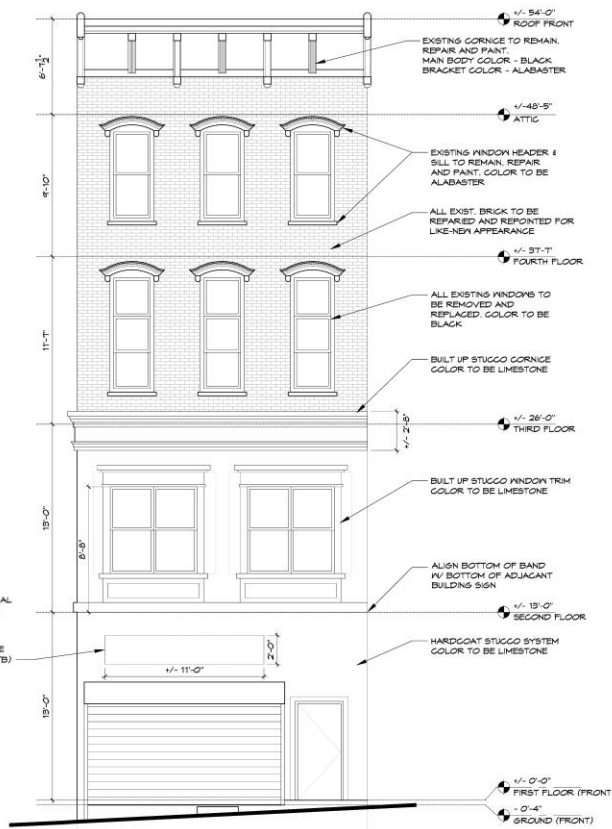 +/- 54'-0"
ROOF FRONT
EXISTING CORNICE TO REMAIN.
REPAIR AND PAINT.
MAIN BODY COLOR - BLACK
BRACKET COLOR - ALABASTER
6'-7½"
+/-48'-5"
ATTIC
EXISTING WINDOW HEADER &
SILL TO REMAIN. REPAIR
AND PAINT. COLOR TO BE
ALABASTER
9'-10"
ALL EXIST. BRICK TO BE
REPARIED AND REPOINTED FOR
LIKE-NEW APPEARANCE
+/- 37'-7"
FOURTH FLOOR
ALL EXISTING WINDOWS TO
BE REMOVED AND
REPLACED. COLOR TO BE
BLACK
11'-7"
BUILT UP STUCCO CORNICE
COLOR TO BE LIMESTONE
+/- 26'-0"
THIRD FLOOR
+/- 2'-8"
BUILT UP STUCCO WINDOW TRIM
COLOR TO BE LIMESTONE
13'-0"
8'-8"
ALIGN BOTTOM OF BAND
W/ BOTTOM OF ADJACANT
BUILDING SIGN
AL
+/- 13'-0"
SECOND FLOOR
HARDCOAT STUCCO SYSTEM
COLOR TO BE LIMESTONE
E
B)
2'-0"
+/- 11'-0"
13'-0"
+/- 0'-0"
FIRST FLOOR (FRONT
- 0'-4"
GROUND (FRONT)